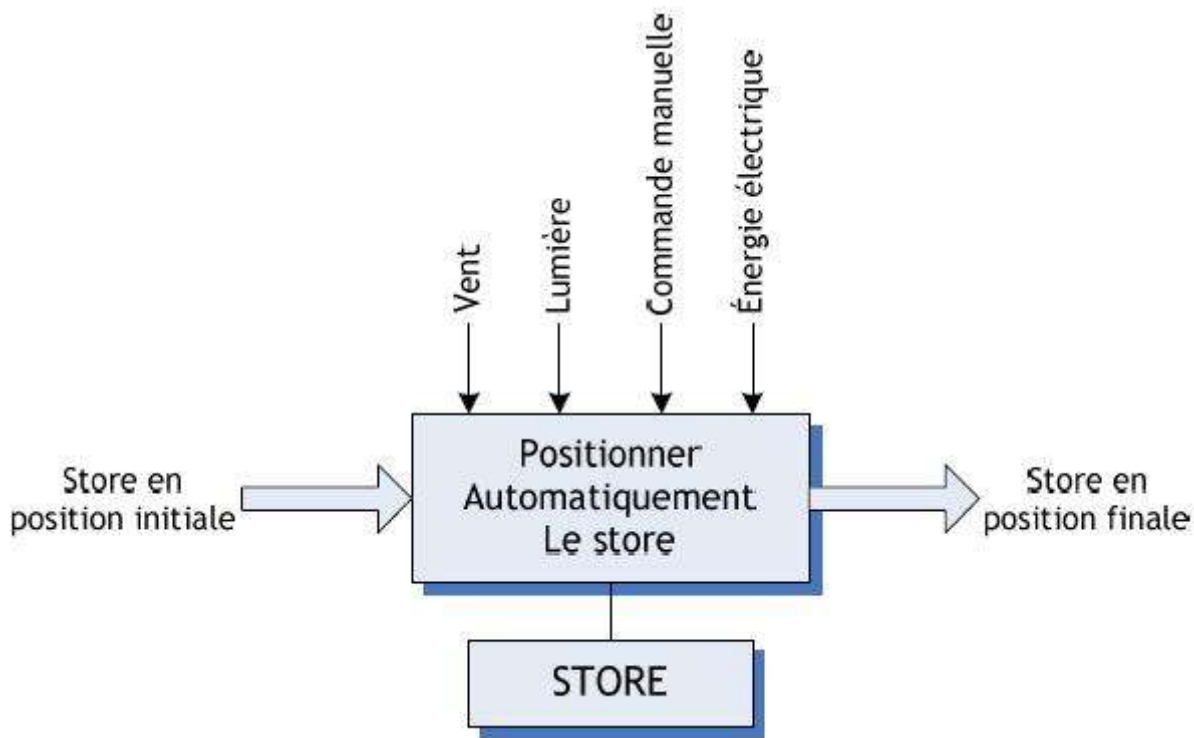 Vent
Lumière
Commande manuelle
Énergie électrique
Store en
position initiale
Positionner
Automatiquement
Le store
Store en
position finale
STORE